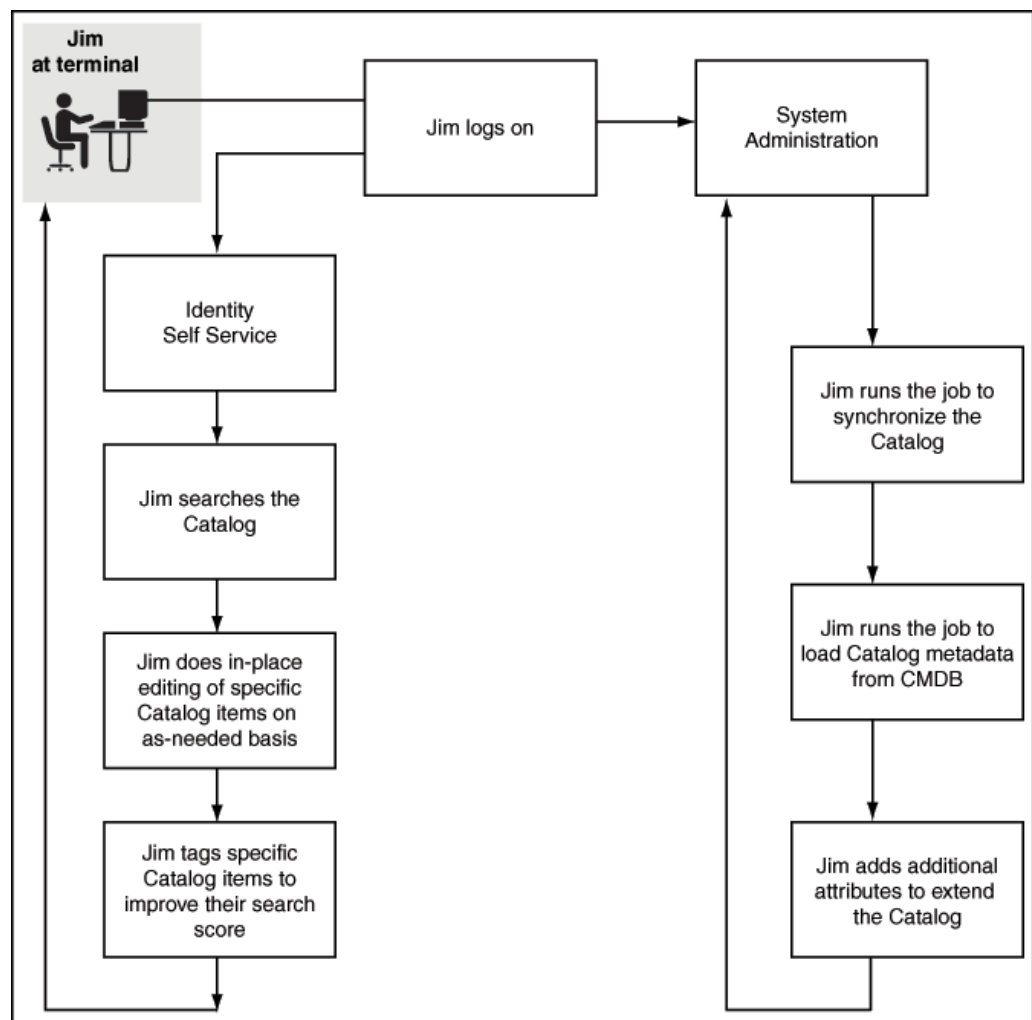 Jim
at terminal
Jim logs on
System
Administration
Identity
Self Service
Jim searches the
Catalog
Jim does in-place
editing of specific
Catalog items on
as-needed basis
Jim tags specific
Catalog items to
improve their search
score
Jim runs the job to
synchronize the
Catalog
Jim runs the job to
load Catalog metadata
from CMDB
Jim adds additional
attributes to extend
the Catalog